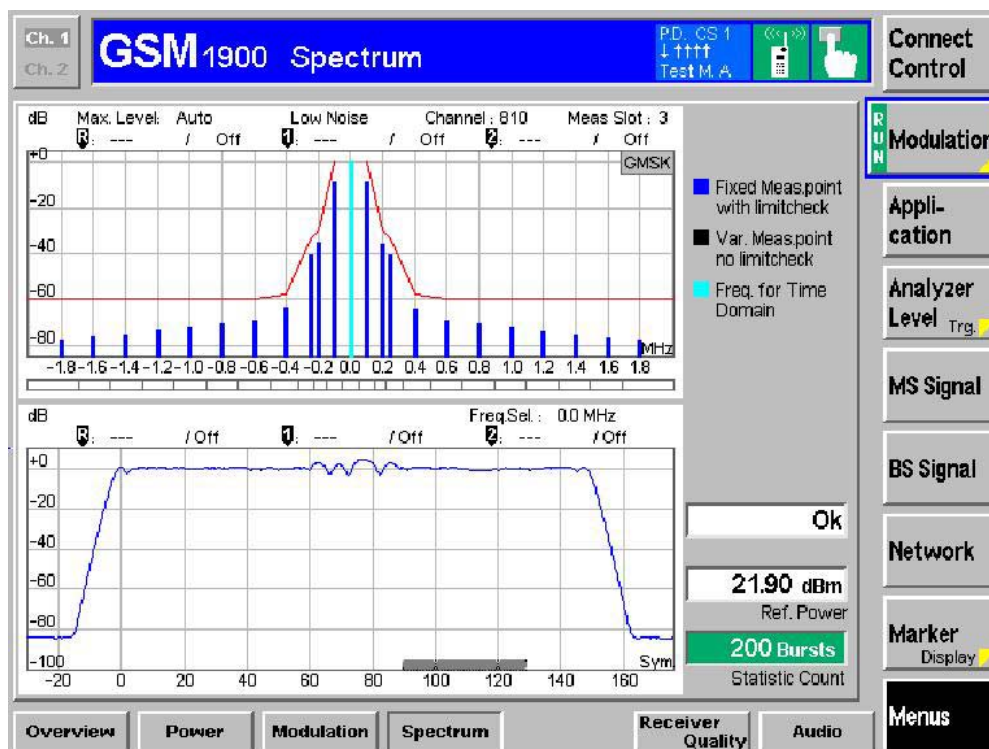 Ch. 1
Ch. 2
GSM 1900 Spectrum
P.D. CS 1
Test M. A.
Connect Control
RUN
Modulation
Appli-
cation
Analyzer
Level Trg.
MS Signal
BS Signal
Network
Marker
Display
Menus
dB Max. Level: Auto Low Noise Channel : 810 Meas Slot : 3
R : --- / Off 1 : --- / Off 2 : --- / Off
GMSK
+0
-20
-40
-60
-80
MHz
-1.8 -1.6 -1.4 -1.2 -1.0 -0.8 -0.6 -0.4 -0.2 0.0 0.2 0.4 0.6 0.8 1.0 1.2 1.4 1.6 1.8
Fixed Meas.point
with limitcheck
Var. Meas.point
no limitcheck
Freq. for Time
Domain
dB Freq.Sel. : 0.0 MHz
R : --- / Off 1 : --- / Off 2 : --- / Off
+0
-20
-40
-60
-80
-100
Sym.
-20 0 20 40 60 80 100 120 140 160
Ok
21.90 dBm
Ref. Power
200 Bursts
Statistic Count
Overview
Power
Modulation
Spectrum
Receiver
Quality
Audio